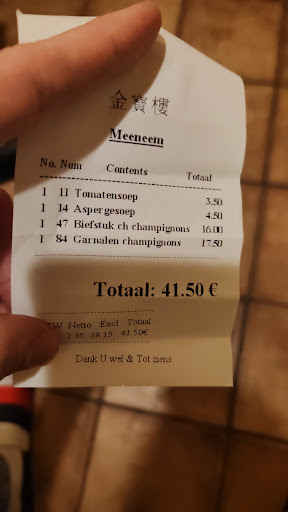 金寶樓
Meeneem
No. Num Contents Totaal
1 11 Tomatensoep 3.50
1 14 Aspergesoep 4.50
1 47 Biefstuk ch champignons 16.00
1 84 Garnalen champignons 17.50
Totaal: 41.50 €
Netto Excl Totaal
2.35 39.15 41.50€
Dank U wel & Tot ziens